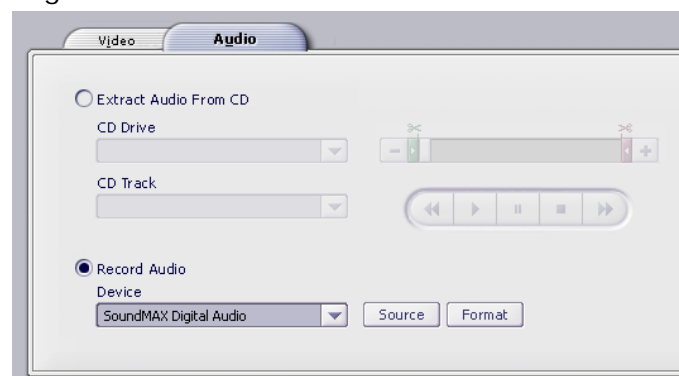 Video Audio
Extract Audio From CD
CD Drive
CD Track
Record Audio
Device
SoundMAX Digital Audio Source Format